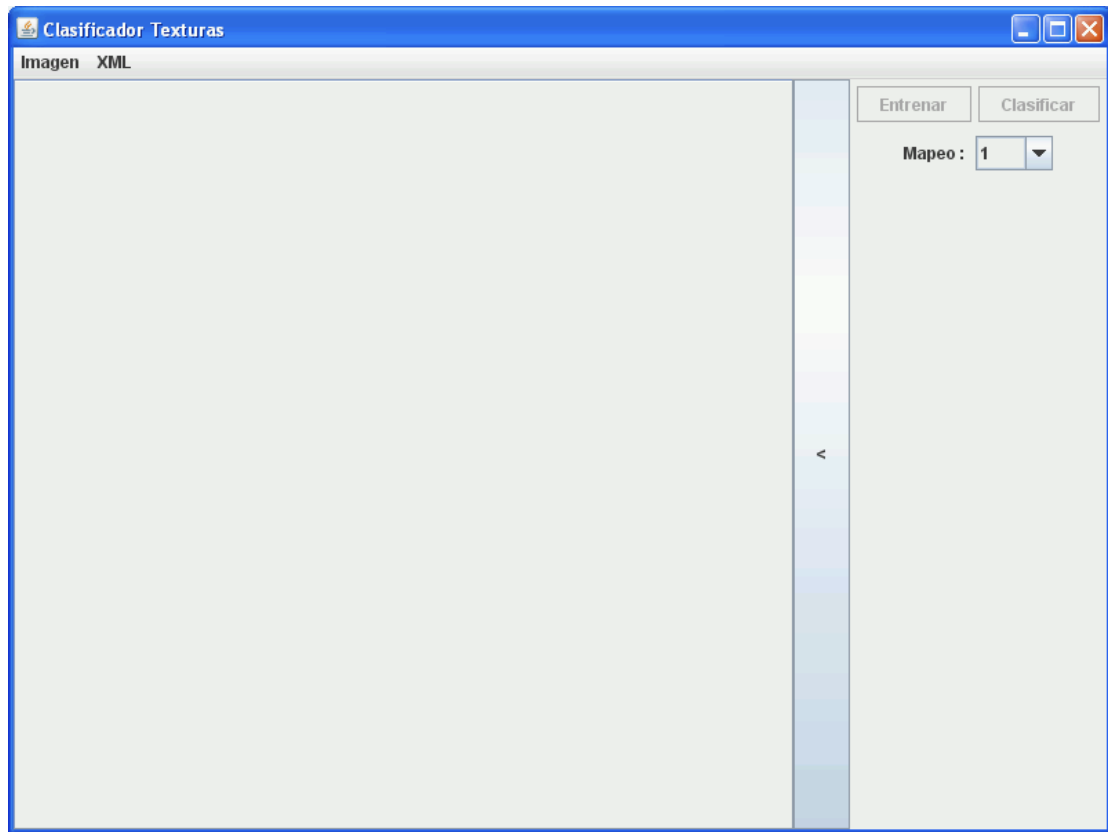 Clasificador Texturas
Imagen XML
Entrenar Clasificar
Mapeo : 1
<